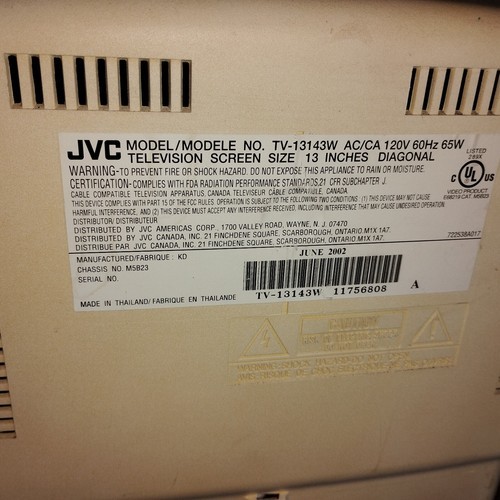 JVC MODEL/MODELE NO. TV-13143W AC/CA 120V 60Hz 65W
TELEVISION SCREEN SIZE 13 INCHES DIAGONAL
WARNING-TO PREVENT FIRE OR SHOCK HAZARD. DO NOT EXPOSE THIS APPLIANCE TO RAIN OR MOISTURE.
CERTIFICATION-COMPLIES WITH FDA RADIATION PERFORMANCE STANDARDS.21 CFR SUBCHAPTER J.
CABLE COMPATIBLE TELEVISION APPARATUS, CANADA. TELEVISEUR CABLE COMPATIBLE, CANADA.
THIS DEVICE COMPLIES WITH PART 15 OF THE FCC RULES. OPERATION IS SUBJECT TO THE FOLLOWING TWO CONDITIONS : (1) THIS DEVICE MAY NOT CAUSE
HARMFUL INTERFERENCE, AND (2) THIS DEVICE MUST ACCEPT ANY INTERFERENCE RECEIVED, INCLUDING INTERFERENCE THAT MAY CAUSE UNDESIRED OPERATION.
DISTRIBUTOR/DISTRIBUTEUR
DISTRIBUTED BY JVC AMERICAS CORP., 1700 VALLEY ROAD, WAYNE, N. J. 07470
DISTRIBUTED BY JVC CANADA, INC. 21 FINCHDENE SQUARE, SCARBOROUGH, ONTARIO.M1X 1A7.
DISTRIBUE PAR JVC CANADA, INC. 21 FINCHDENE SQUARE, SCARBOROUGH, ONTARIO.M1X 1A7.
LISTED
289X
C UL US
VIDEO PRODUCT
CAT. M5B23
722538A017
MANUFACTURED/FABRIQUE : KD
CHASSIS NO. M5B23
SERIAL NO.
JUNE 2002
TV-13143W 11756808 A
MADE IN THAILAND/FABRIQUE EN THAILANDE
CAUTION